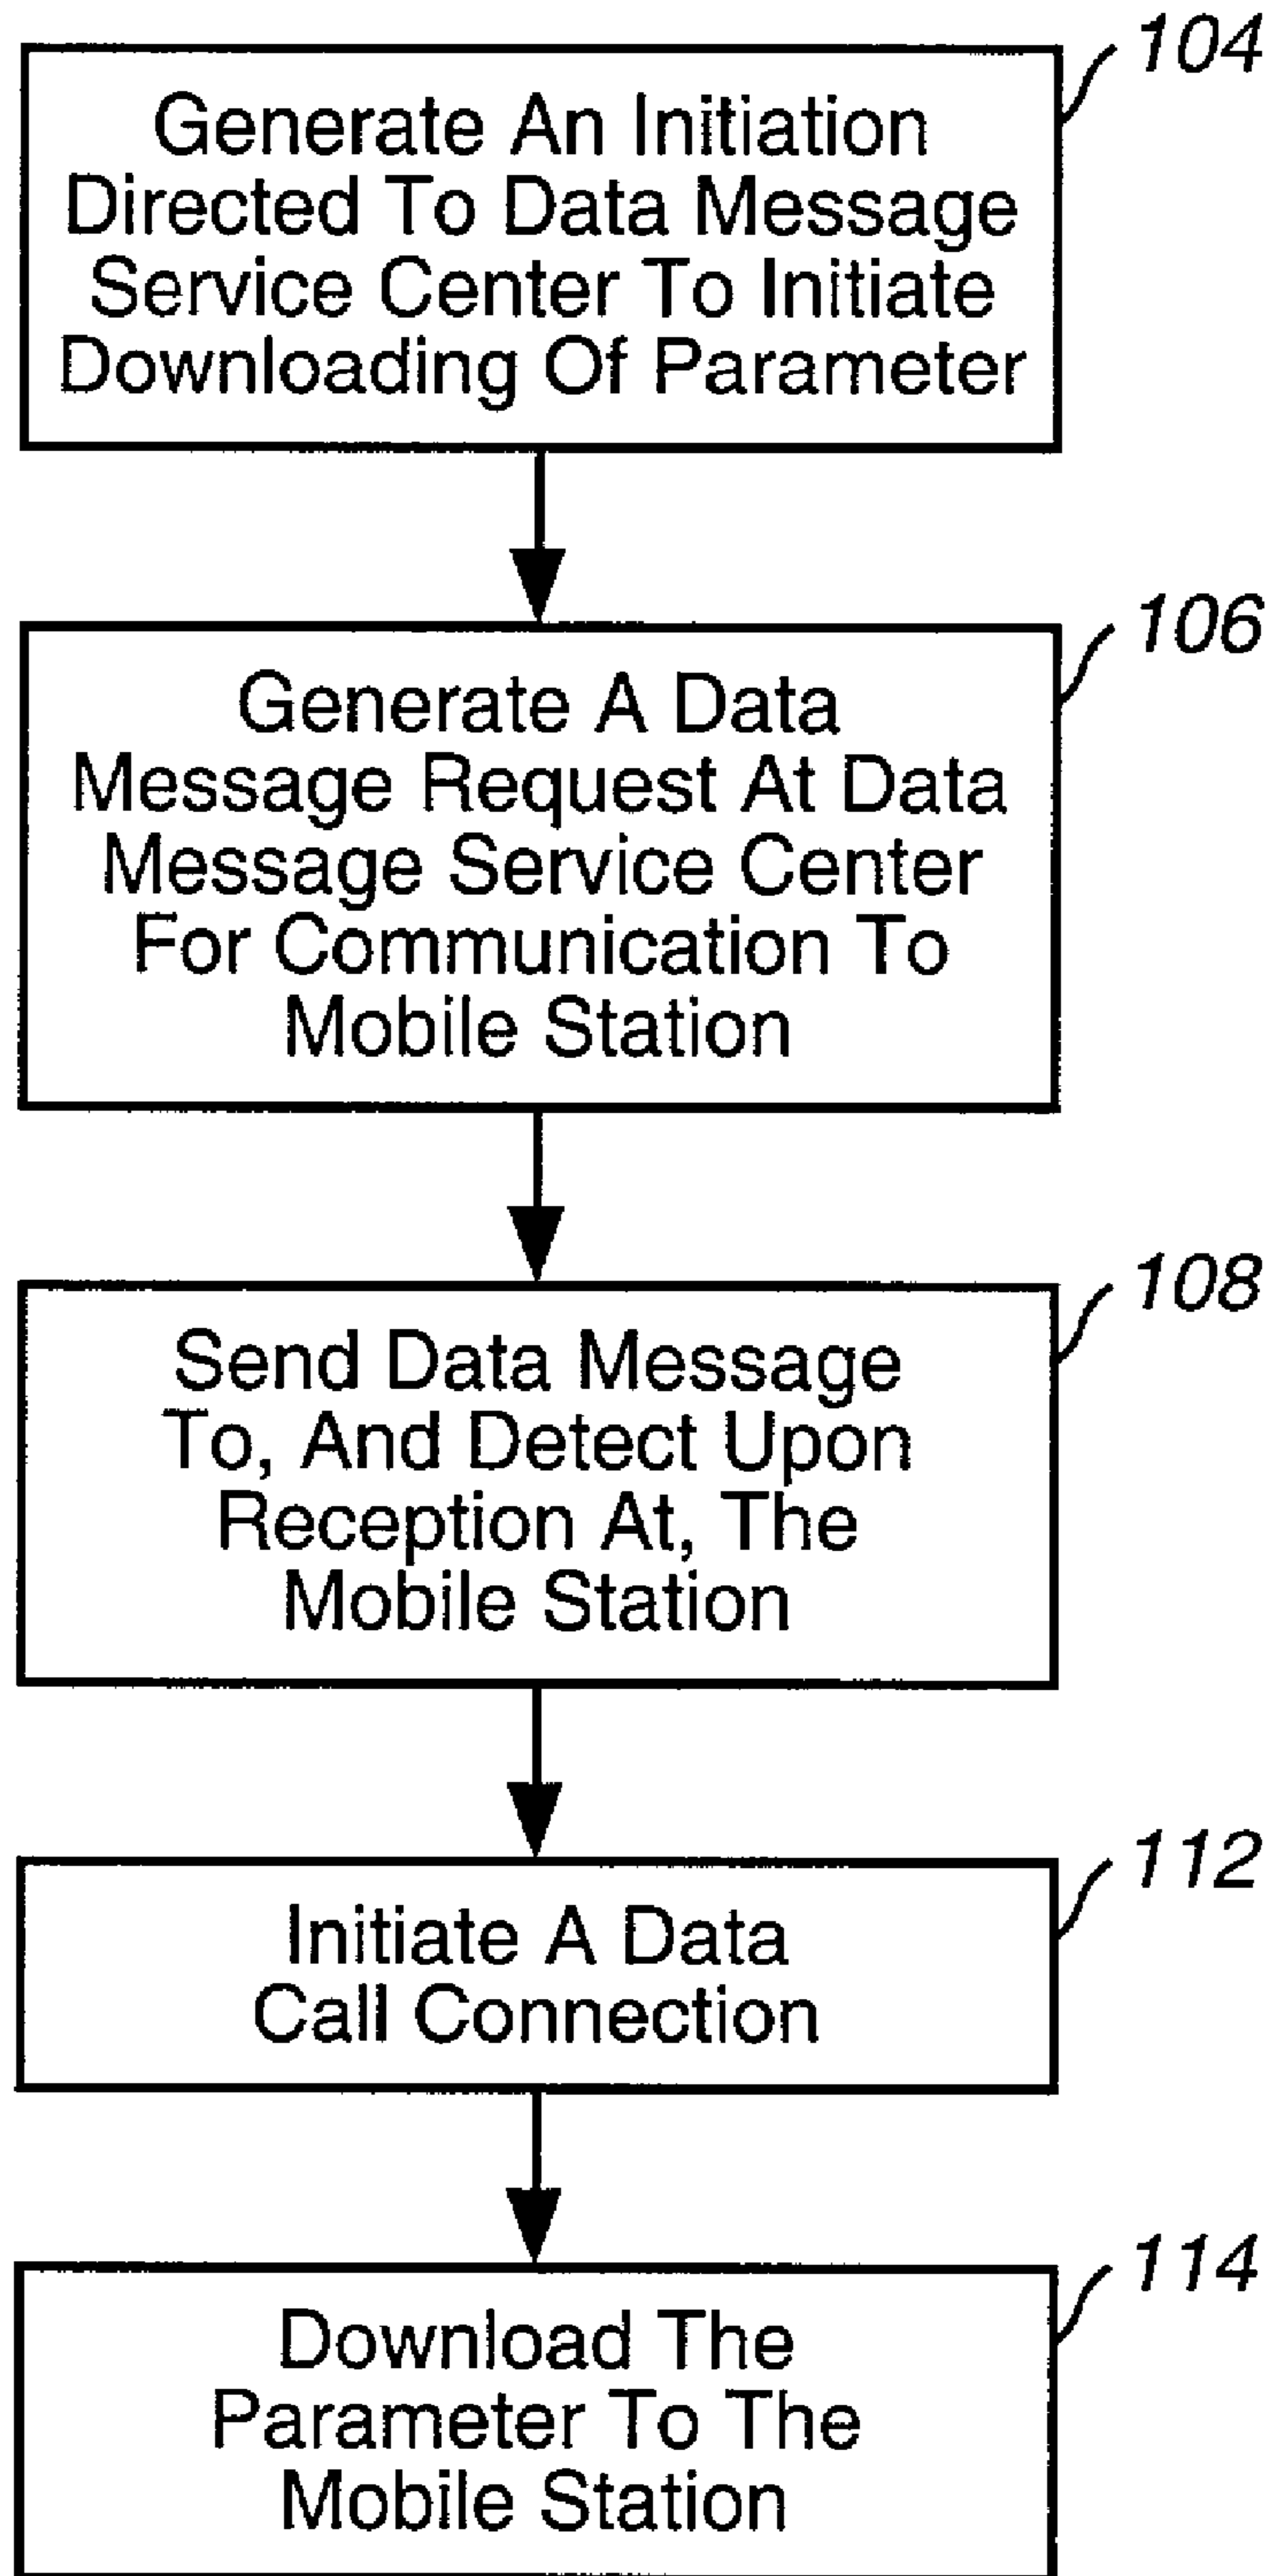 104
Generate An Initiation
Directed To Data Message
Service Center To Initiate
Downloading Of Parameter
106
Generate A Data
Message Request At Data
Message Service Center
For Communication To
Mobile Station
108
Send Data Message
To, And Detect Upon
Reception At, The
Mobile Station
112
Initiate A Data
Call Connection
114
Download The
Parameter To The
Mobile Station